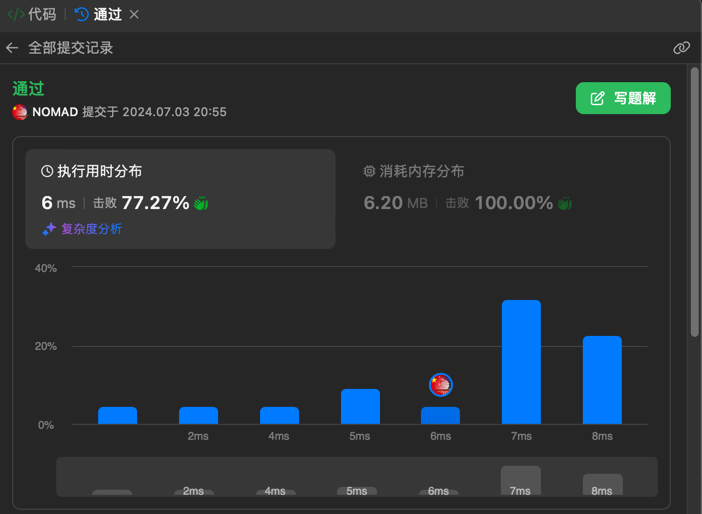 代码 | 通过
全部提交记录
通过
NOMAD 提交于 2024.07.03 20:55
写题解
执行用时分布
6 ms | 击败 77.27%
复杂度分析
消耗内存分布
6.20 MB | 击败 100.00%
40%
20%
0%
2ms 4ms 5ms 6ms 7ms 8ms
2ms 4ms 5ms 6ms 7ms 8ms